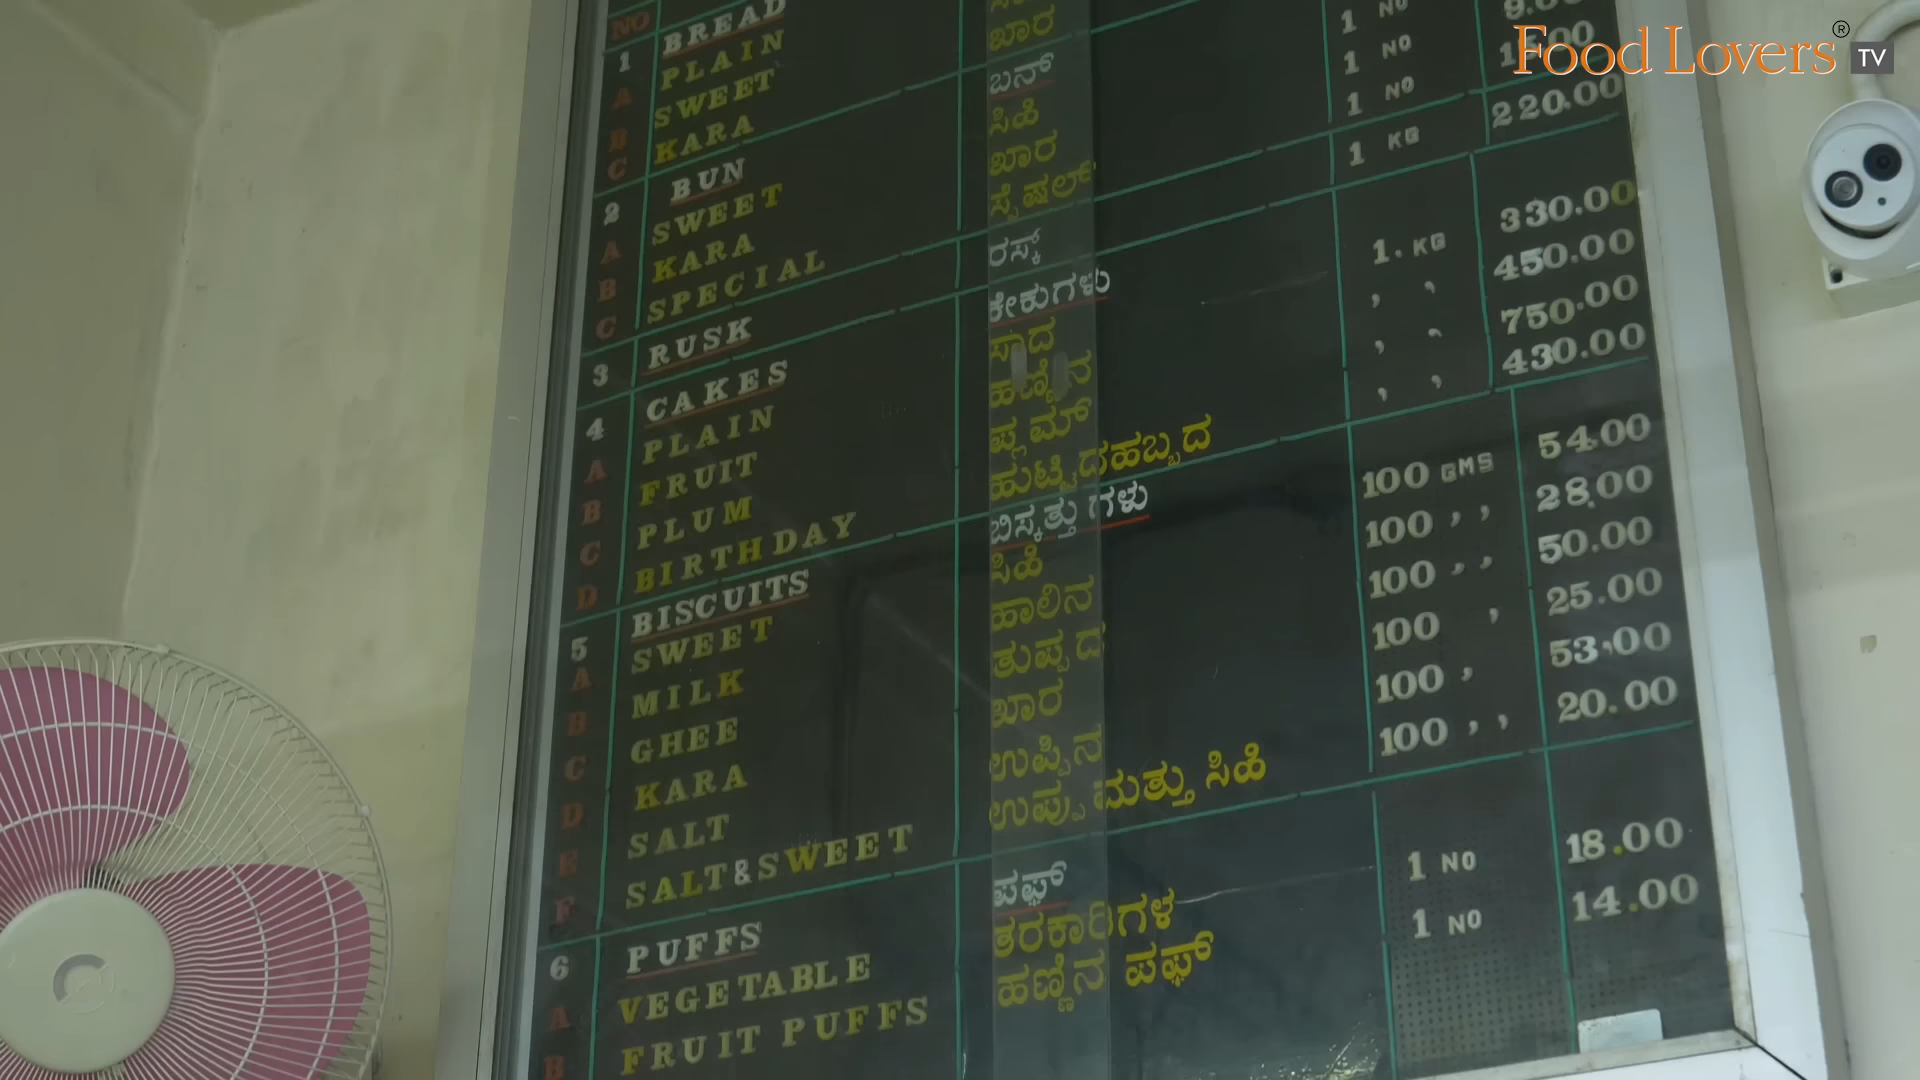 Food Lovers® TV
NO
1 BREAD
A PLAIN
B SWEET
C KARA ಖಾರ
2 BUN ಬನ್
A SWEET ಸಿಹಿ 1 NO
B KARA ಖಾರ 1 NO
C SPECIAL ಸ್ಪೆಷಲ್ 1 NO 15.00
3 RUSK ರಸ್ಕ್ 1 KG 220.00
4 CAKES ಕೇಕುಗಳು
A PLAIN ಸಾದ 1. KG 330.00
B FRUIT ಹಣ್ಣಿನ , , 450.00
C PLUM ಪ್ಲಮ್ , , 750.00
D BIRTHDAY ಹುಟ್ಟಿದಹಬ್ಬದ , , 430.00
5 BISCUITS ಬಿಸ್ಕತ್ತುಗಳು
A SWEET ಸಿಹಿ 100 GMS 54.00
B MILK ಹಾಲಿನ 100 , , 28.00
C GHEE ತುಪ್ಪದ 100 , , 50.00
D KARA ಖಾರ 100 , 25.00
E SALT ಉಪ್ಪಿನ 100 , 53.00
F SALT&SWEET ಉಪ್ಪು ಮತ್ತು ಸಿಹಿ 100 , , 20.00
6 PUFFS ಪಫ್
A VEGETABLE ತರಕಾರಿಗಳ 1 NO 18.00
B FRUIT PUFFS ಹಣ್ಣಿನ ಪಫ್ 1 NO 14.00